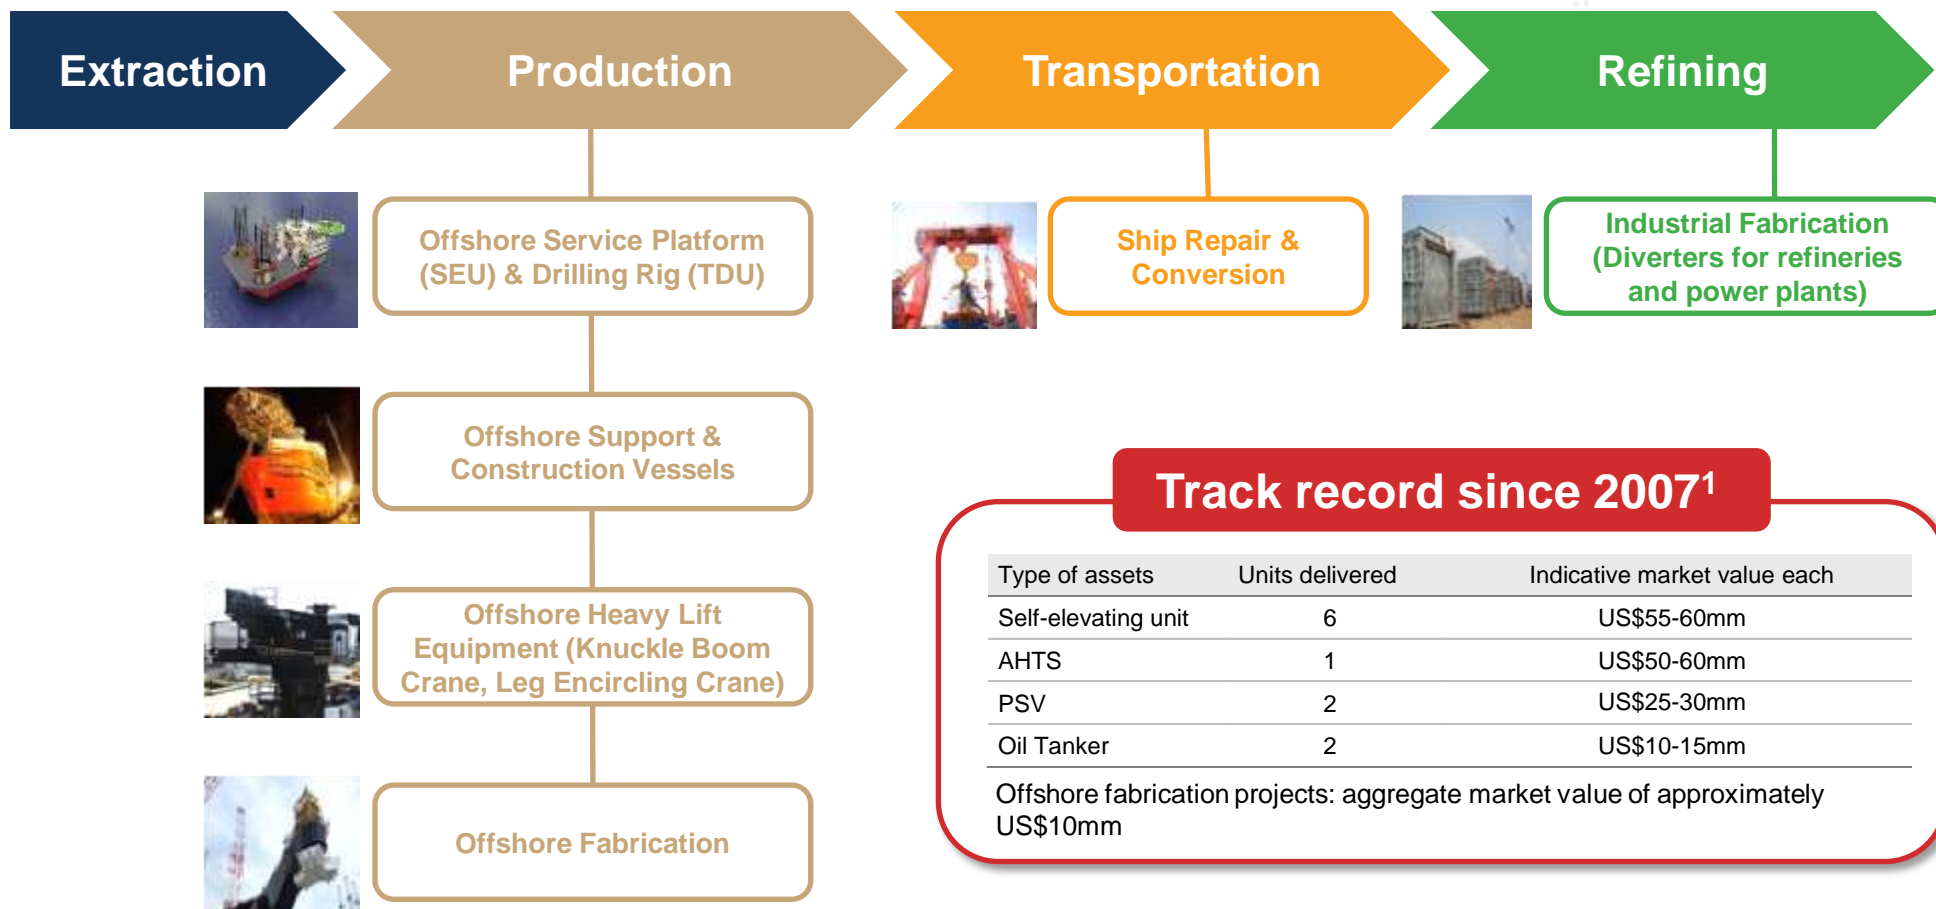 Extraction
Production
Transportation
Refining
Offshore Service Platform
(SEU) & Drilling Rig (TDU)
Offshore Support &
Construction Vessels
Offshore Heavy Lift
Equipment (Knuckle Boom
Crane, Leg Encircling Crane)
Offshore Fabrication
Ship Repair &
Conversion
Industrial Fabrication
(Diverters for refineries
and power plants)
Track record since 2007¹
Type of assets Units delivered Indicative market value each
Self-elevating unit 6 US$55-60mm
AHTS 1 US$50-60mm
PSV 2 US$25-30mm
Oil Tanker 2 US$10-15mm
Offshore fabrication projects: aggregate market value of approximately
US$10mm